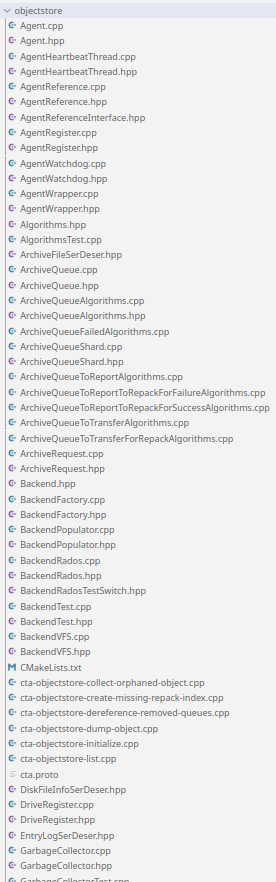 objectstore
Agent.cpp
Agent.hpp
AgentHeartbeatThread.cpp
AgentHeartbeatThread.hpp
AgentReference.cpp
AgentReference.hpp
AgentReferenceInterface.hpp
AgentRegister.cpp
AgentRegister.hpp
AgentWatchdog.cpp
AgentWatchdog.hpp
AgentWrapper.cpp
AgentWrapper.hpp
Algorithms.hpp
AlgorithmsTest.cpp
ArchiveFileSerDeser.hpp
ArchiveQueue.cpp
ArchiveQueue.hpp
ArchiveQueueAlgorithms.cpp
ArchiveQueueAlgorithms.hpp
ArchiveQueueFailedAlgorithms.cpp
ArchiveQueueShard.cpp
ArchiveQueueShard.hpp
ArchiveQueueToReportAlgorithms.cpp
ArchiveQueueToReportToRepackForFailureAlgorithms.cpp
ArchiveQueueToReportToRepackForSuccessAlgorithms.cpp
ArchiveQueueToTransferAlgorithms.cpp
ArchiveQueueToTransferForRepackAlgorithms.cpp
ArchiveRequest.cpp
ArchiveRequest.hpp
Backend.hpp
BackendFactory.cpp
BackendFactory.hpp
BackendPopulator.cpp
BackendPopulator.hpp
BackendRados.cpp
BackendRados.hpp
BackendRadosTestSwitch.hpp
BackendTest.cpp
BackendTest.hpp
BackendVFS.cpp
BackendVFS.hpp
CMakeLists.txt
cta-objectstore-collect-orphaned-object.cpp
cta-objectstore-create-missing-repack-index.cpp
cta-objectstore-dereference-removed-queues.cpp
cta-objectstore-dump-object.cpp
cta-objectstore-initialize.cpp
cta-objectstore-list.cpp
cta.proto
DiskFileInfoSerDeser.hpp
DriveRegister.cpp
DriveRegister.hpp
EntryLogSerDeser.hpp
GarbageCollector.cpp
GarbageCollector.hpp
GarbageCollectorTest.cpp